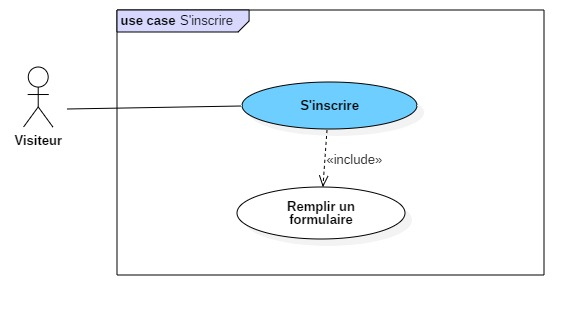 use case S'inscrire
S'inscrire
Visiteur
«include»
Remplir un
formulaire